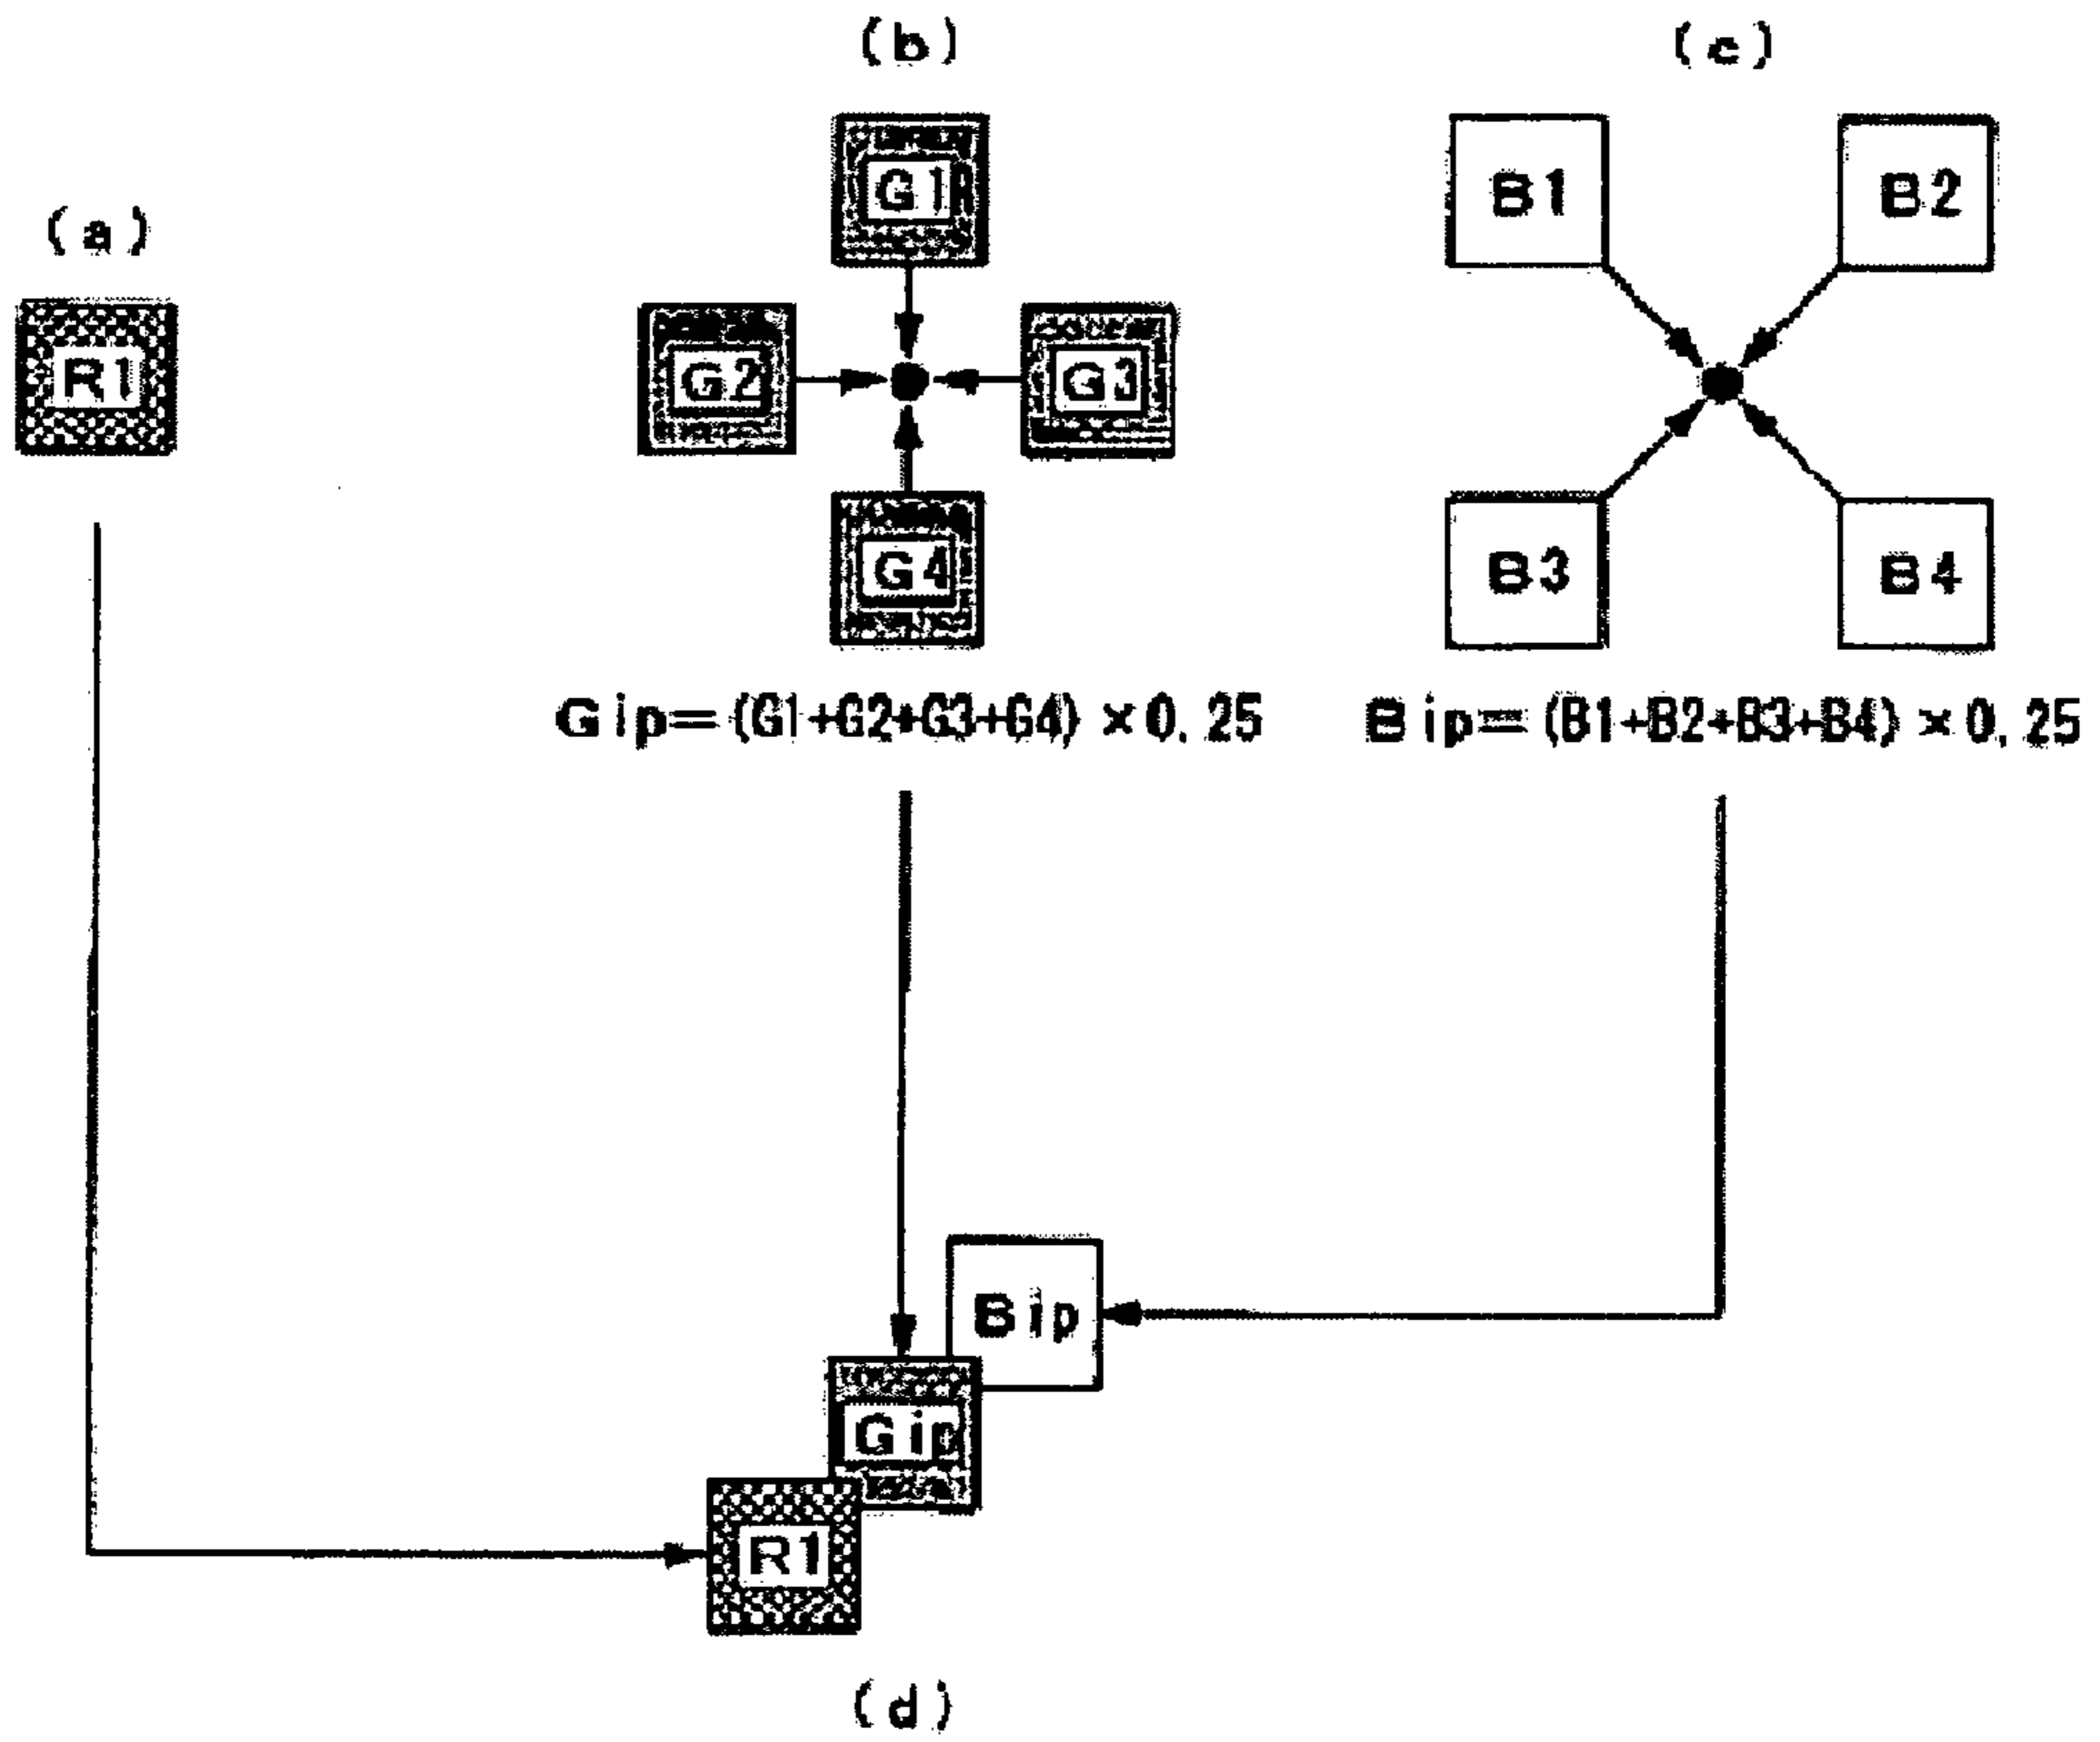 (b)
(c)
(a)
G1
B1
B2
R1
G2
G3
G4
B3
B4
Gip=(G1+G2+G3+G4)×0.25
Bip=(B1+B2+B3+B4)×0.25
Bip
Gip
R1
(d)